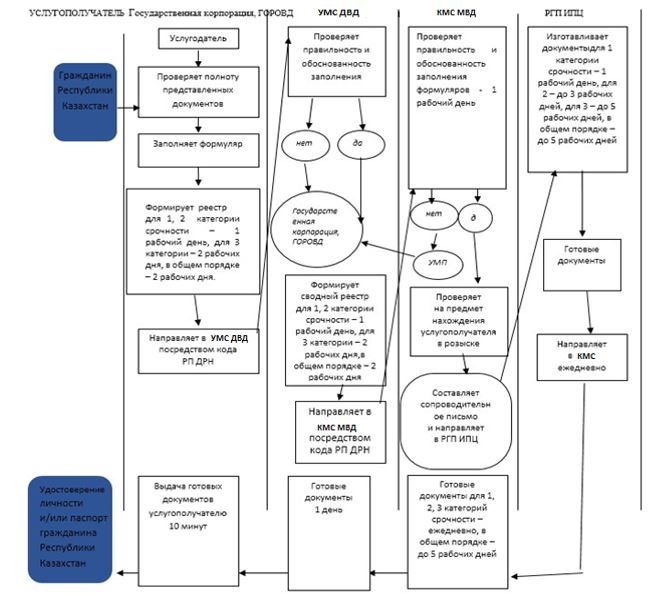 УСЛУГОПОЛУЧАТЕЛЬ Государственная корпорация, ГОРОВД
УМС ДВД
КМС МВД
РГП ИПЦ
Гражданин
Республики
Казахстан
Услугодатель
Проверяет полноту
представленных
документов
Заполняет формуляр
Формирует реестр
для 1, 2 категории
срочности – 1
рабочий день, для 3
категории – 2 рабочих
дня, в общем порядке
– 2 рабочих дня.
Направляет в УМС ДВД
посредством кода
РП ДРН
Проверяет
правильность и
обоснованность
заполнения
нет
да
Государств
енная
корпорация,
ГОРОВД
Формирует
сводный реестр
для 1, 2 категории
срочности – 1
рабочий день, для
3 категории – 2
рабочих дня,в
общем порядке – 2
рабочих дня
Направляет в
КМС МВД
посредством
кода РП ДРН
Проверяет
правильность и
обоснованность
заполнения
формуляров - 1
рабочий день
нет
д
УМП
Проверяет
на предмет
нахождения
услугополучателя
в розыске
Составляет
сопроводительн
ое письмо
и направляет
в РГП ИПЦ
Изготавливает
документыдля 1
категории
срочности – 1
рабочий день, для
2 – до 3 рабочих
дней, для 3 – до 5
рабочих дней, в
общем порядке –
до 5 рабочих дней
Готовые
документы
Направляет
в КМС
ежедневно
Удостоверение
личности
и/или паспорт
гражданина
Республики
Казахстан
Выдача готовых
документов
услугополучателю
10 минут
Готовые
документы
1 день
Готовые
документы для 1,
2, 3 категорий
срочности –
ежедневно, в
общем порядке –
до 5 рабочих дней